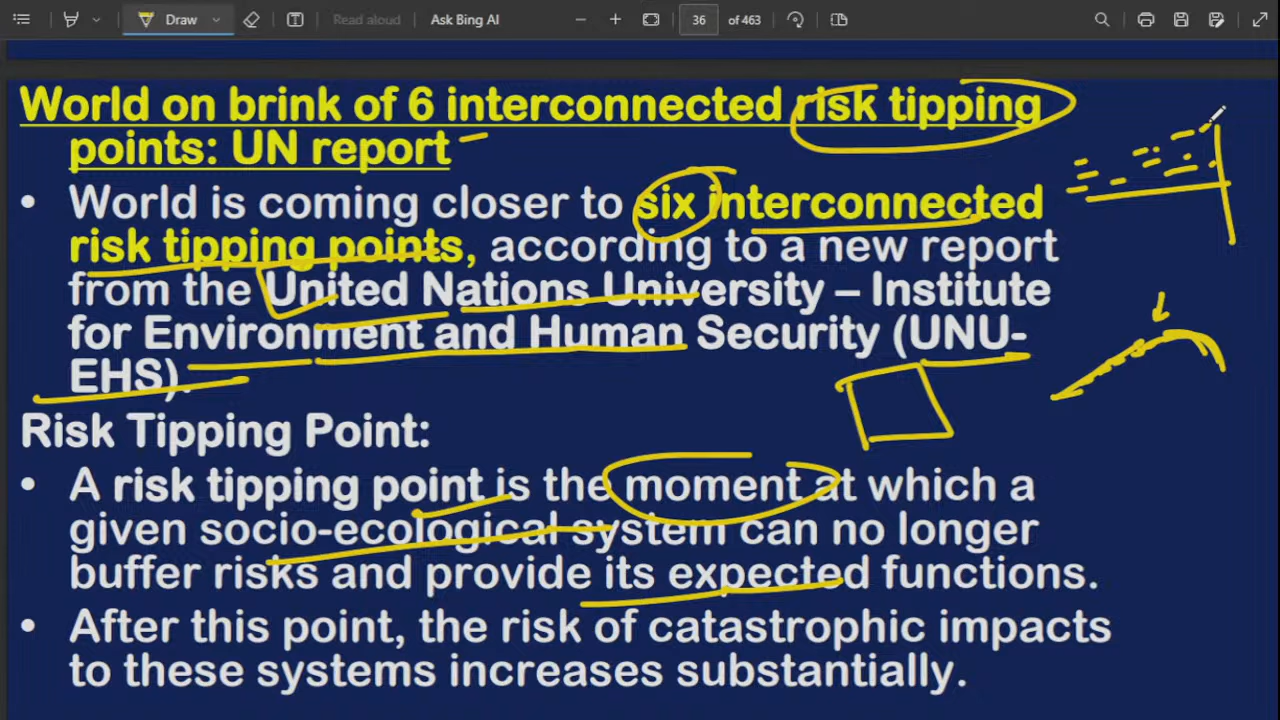 Draw
Read aloud
Ask Bing AI
36 of 463
World on brink of 6 interconnected risk tipping
points: UN report
• World is coming closer to six interconnected
risk tipping points, according to a new report
from the United Nations University – Institute
for Environment and Human Security (UNU-
EHS).
Risk Tipping Point:
• A risk tipping point is the moment at which a
given socio-ecological system can no longer
buffer risks and provide its expected functions.
• After this point, the risk of catastrophic impacts
to these systems increases substantially.